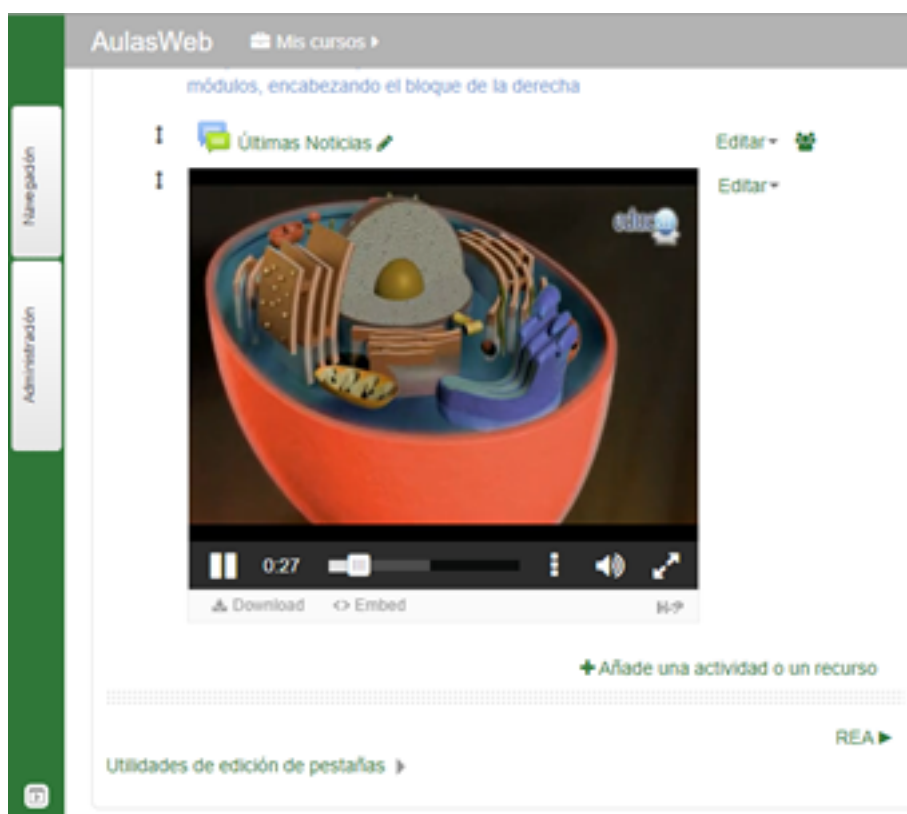 AulasWeb Mis cursos
módulos, encabezando el bloque de la derecha
Navegación
Últimas Noticias Editar
Editar
Administración
0:27
Download <> Embed
Añade una actividad o un recurso
REA
Utilidades de edición de pestañas